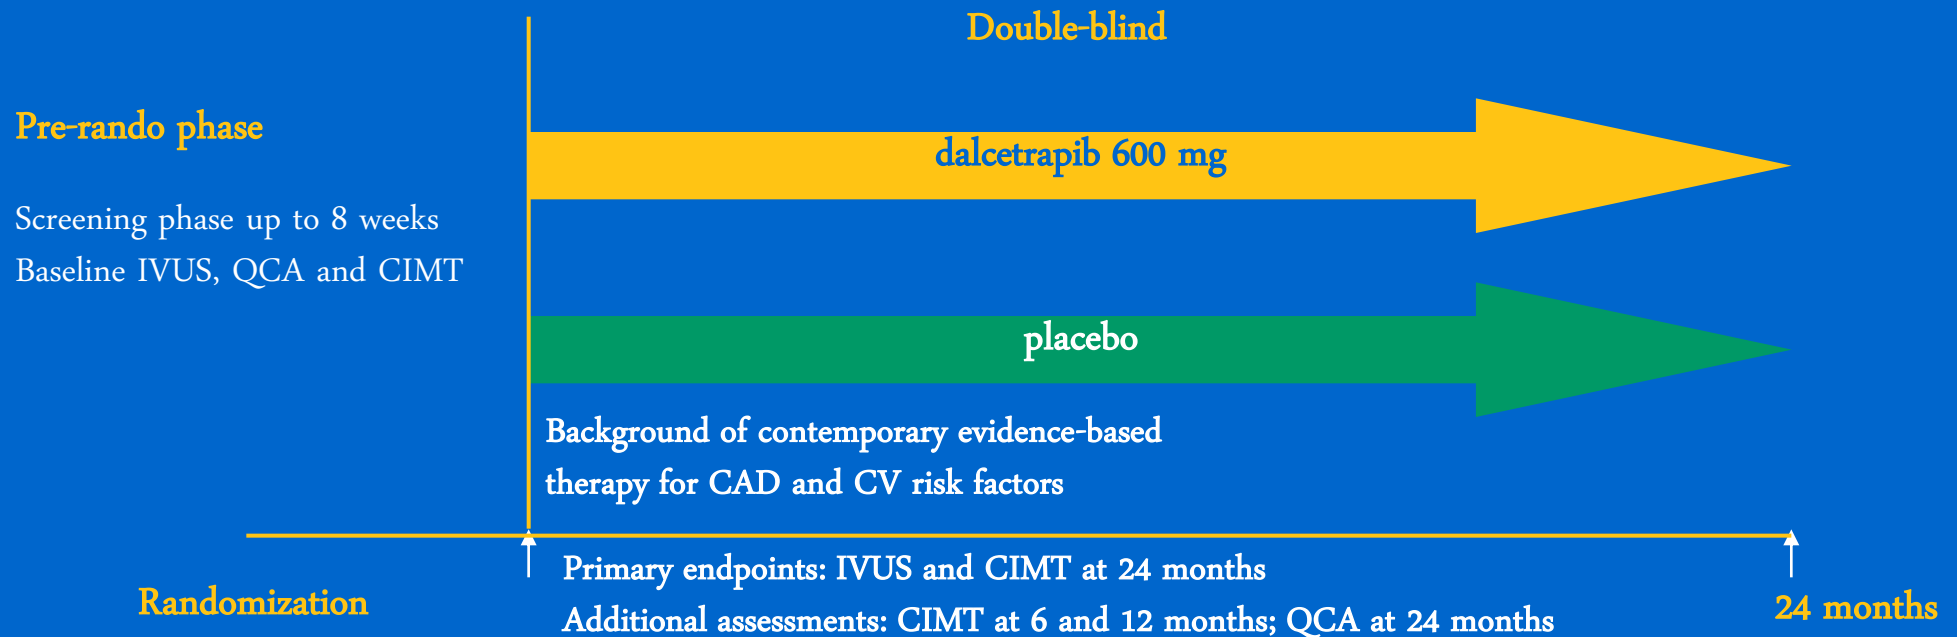 Double-blind
Pre-rando phase
dalcetrapib 600 mg
Screening phase up to 8 weeks
Baseline IVUS, QCA and CIMT
placebo
Background of contemporary evidence-based
therapy for CAD and CV risk factors
Primary endpoints: IVUS and CIMT at 24 months
Randomization
24 months
Additional assessments: CIMT at 6 and 12 months; QCA at 24 months